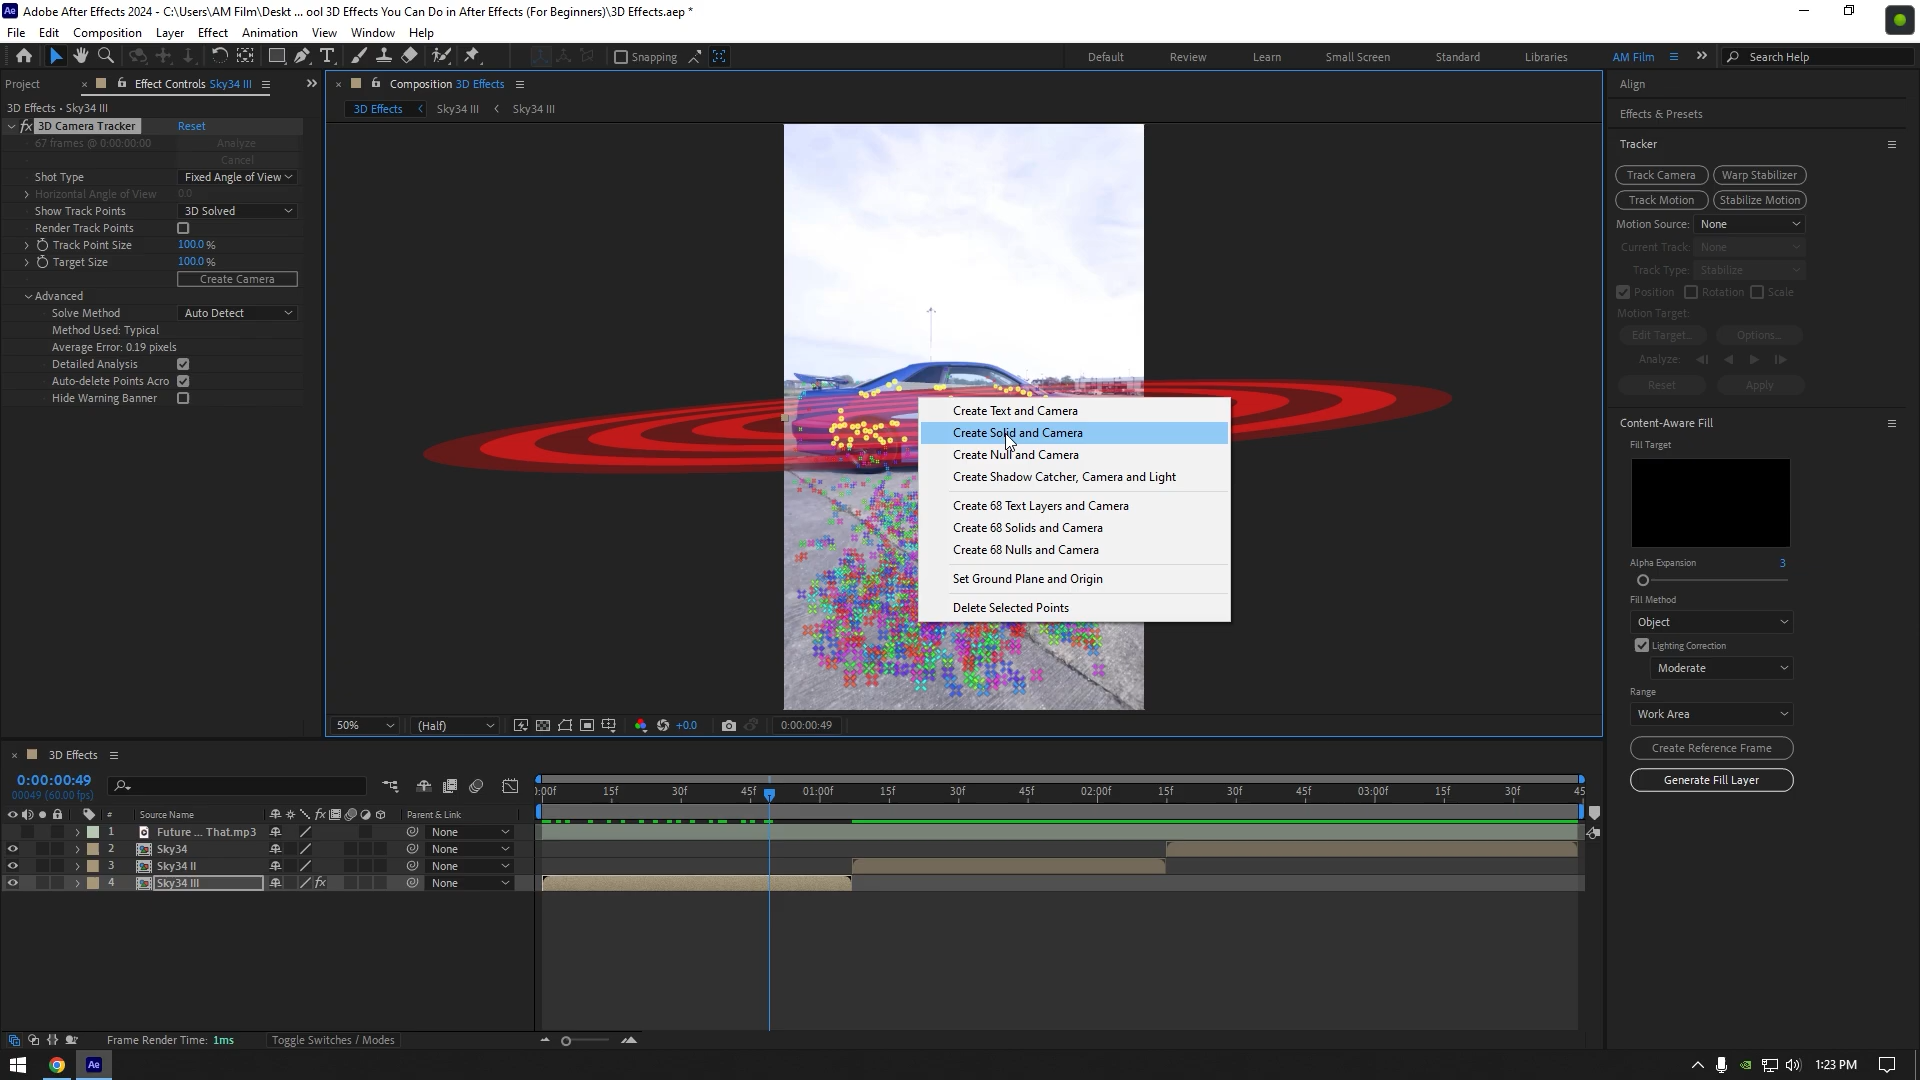 Adobe After Effects 2024 - C:\Users\AM Film\Deskt ... ool 3D Effects You Can Do in After Effects (For Beginners)\3D Effects.aep *
File Edit Composition Layer Effect Animation View Window Help
Snapping
Default Review Learn Small Screen Standard Libraries AM Film Search Help
Project Effect Controls Sky34 III
Composition 3D Effects
3D Effects • Sky34 III
3D Effects Sky34 III Sky34 III
fx 3D Camera Tracker Reset
67 frames @ 0:00:00:00 Analyze
Cancel
Shot Type Fixed Angle of View
Horizontal Angle of View 0.0
Show Track Points 3D Solved
Render Track Points
Track Point Size 100.0 %
Target Size 100.0 %
Create Camera
Advanced
Solve Method Auto Detect
Method Used: Typical
Average Error: 0.19 pixels
Detailed Analysis
Auto-delete Points Acro
Hide Warning Banner
Create Text and Camera
Create Solid and Camera
Create Null and Camera
Create Shadow Catcher, Camera and Light
Create 68 Text Layers and Camera
Create 68 Solids and Camera
Create 68 Nulls and Camera
Set Ground Plane and Origin
Delete Selected Points
50% (Half) +0.0 0:00:00:49
Align
Effects & Presets
Tracker
Track Camera Warp Stabilizer
Track Motion Stabilize Motion
Motion Source: None
Current Track: None
Track Type: Stabilize
Position Rotation Scale
Motion Target:
Edit Target... Options...
Analyze:
Reset Apply
Content-Aware Fill
Fill Target
Alpha Expansion 3
Fill Method
Object
Lighting Correction
Moderate
Range
Work Area
Create Reference Frame
Generate Fill Layer
3D Effects
0:00:00:49
00049 (60.00 fps)
):00f 15f 30f 45f 01:00f 15f 30f 45f 02:00f 15f 30f 45f 03:00f 15f 30f 45
# Source Name fx Parent & Link
1 Future ... That.mp3 None
2 Sky34 None
3 Sky34 II None
4 Sky34 III fx None
Frame Render Time: 1ms Toggle Switches / Modes
Ae 1:23 PM